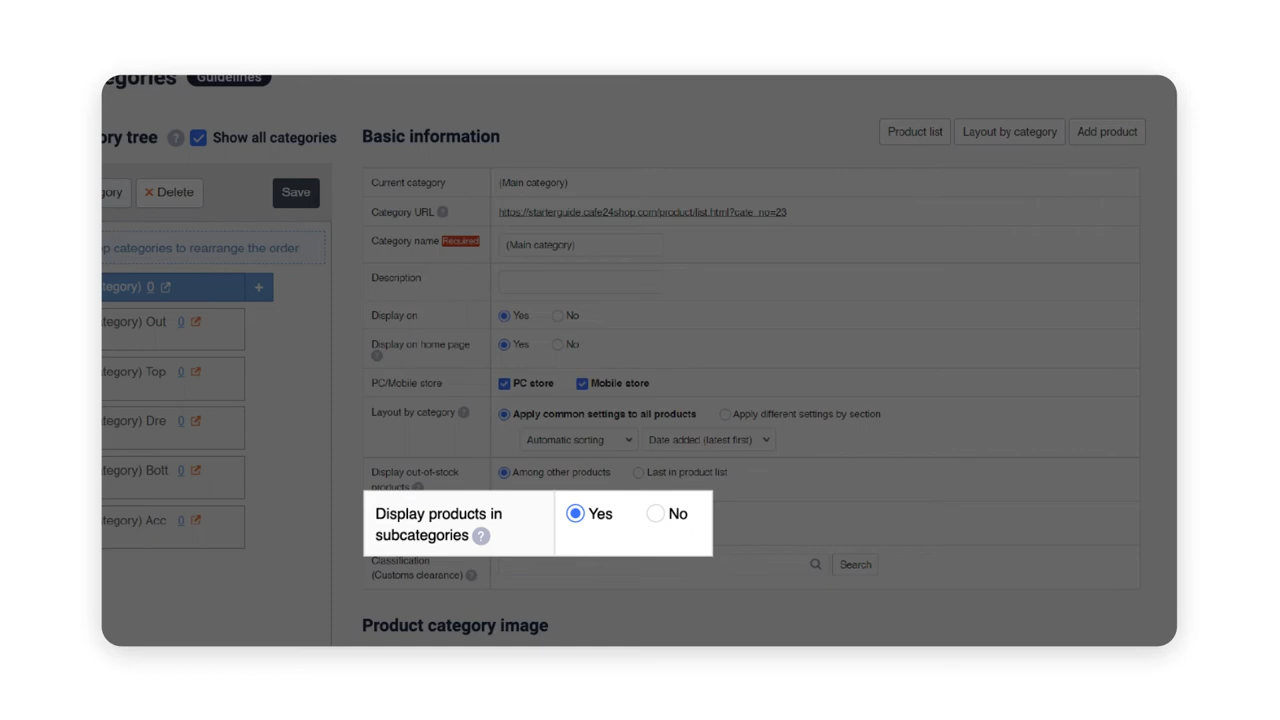 egories Guidelines
ory tree Show all categories
Basic information
Product list Layout by category Add product
gory Delete Save
p categories to rearrange the order
tegory) 0
tegory) Out 0
tegory) Top 0
tegory) Dre 0
tegory) Bott 0
tegory) Acc 0
Current category (Main category)
Category URL ? https://starterguide.cafe24shop.com/product/list.html?cate_no=23
Category name Required (Main category)
Description
Display on Yes No
Display on home page ? Yes No
PC/Mobile store PC store Mobile store
Layout by category ? Apply common settings to all products Apply different settings by section
Automatic sorting Date added (latest first)
Display out-of-stock products ? Among other products Last in product list
Display products in
subcategories ? Yes No
Classification
(Customs clearance) ? Search
Product category image